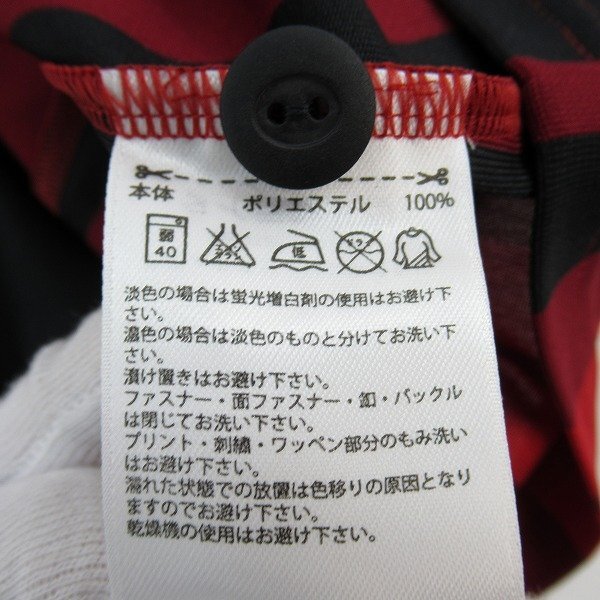 本体 ポリエステル 100%
弱 40 低 ドライ
淡色の場合は蛍光増白剤の使用はお避け下
さい。
濃色の場合は淡色のものと分けてお洗い下
さい。
漬け置きはお避け下さい。
ファスナー・面ファスナー・釦・バックル
は閉じてお洗い下さい。
プリント・刺繍・ワッペン部分のもみ洗い
はお避け下さい。
濡れた状態での放置は色移りの原因となり
ますのでお避け下さい。
乾燥機の使用はお避け下さい。